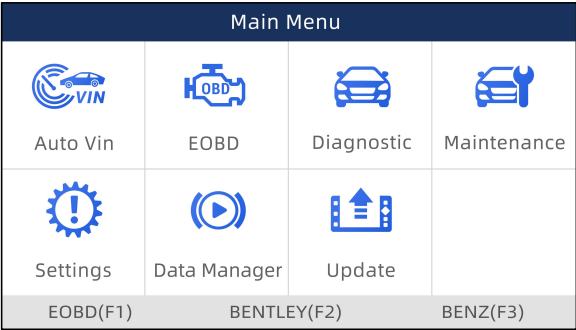 Main Menu
VIN
OBD
Auto Vin
EOBD
Diagnostic
Maintenance
Settings
Data Manager
Update
EOBD(F1)
BENTLEY(F2)
BENZ(F3)